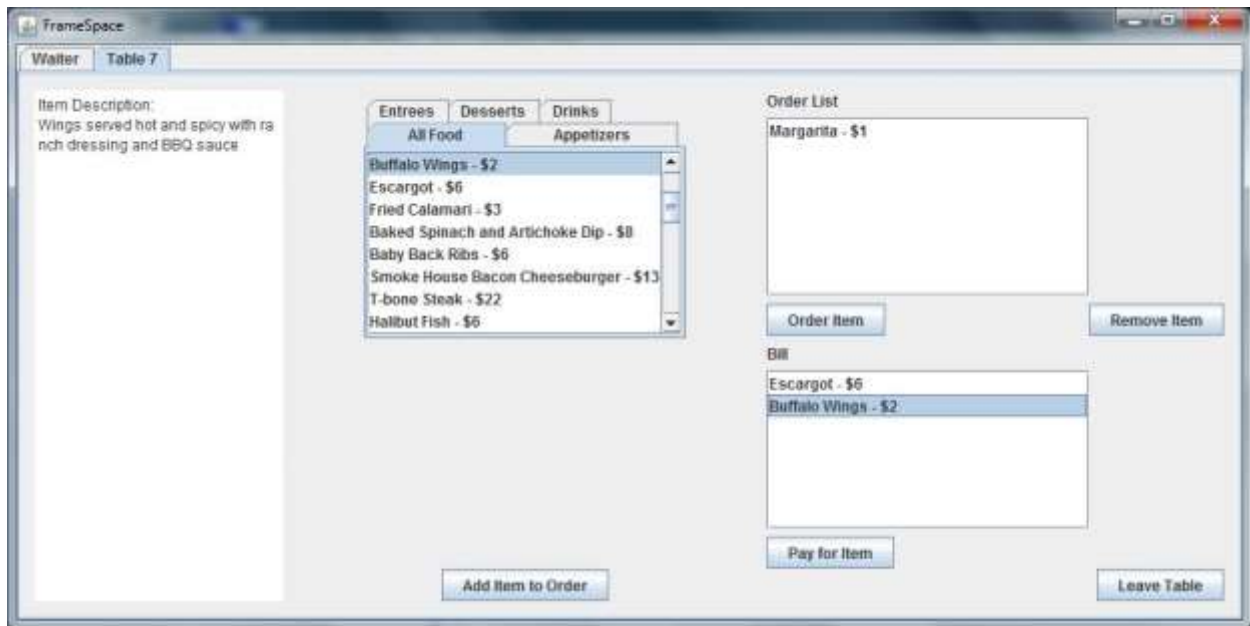 FrameSpace
Waiter
Table 7
Item Description:
Wings served hot and spicy with ra
nch dressing and BBQ sauce
Entrees
Desserts
Drinks
All Food
Appetizers
Buffalo Wings - $2
Escargot - $6
Fried Calamari - $3
Baked Spinach and Artichoke Dip - $8
Baby Back Ribs - $6
Smoke House Bacon Cheeseburger - $13
T-bone Steak - $22
Halibut Fish - $6
Add Item to Order
Order List
Margarita - $1
Order Item
Remove Item
Bill
Escargot - $6
Buffalo Wings - $2
Pay for Item
Leave Table